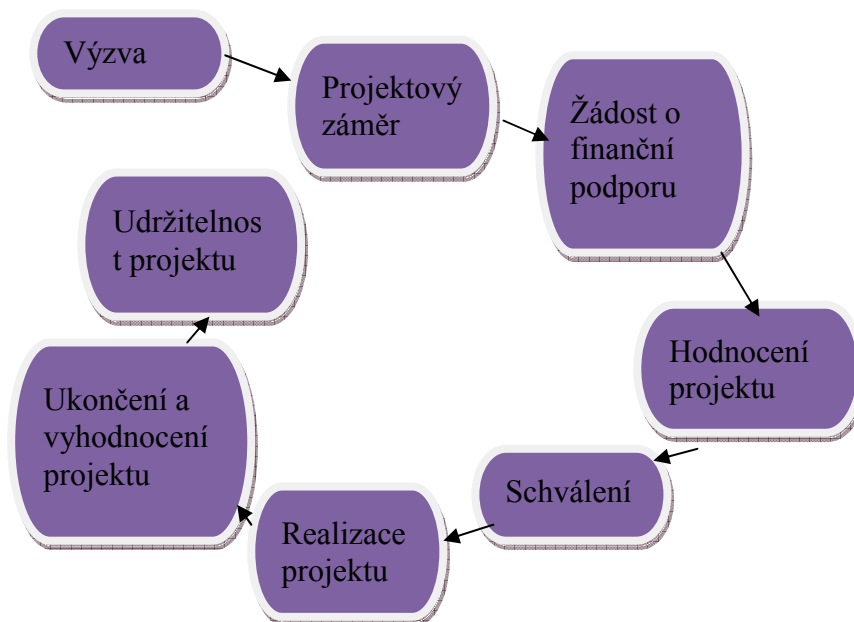 Výzva
Projektový
záměr
Žádost o
finanční
podporu
Hodnocení
projektu
Schválení
Realizace
projektu
Ukončení a
vyhodnocení
projektu
Udržitelnos
t projektu